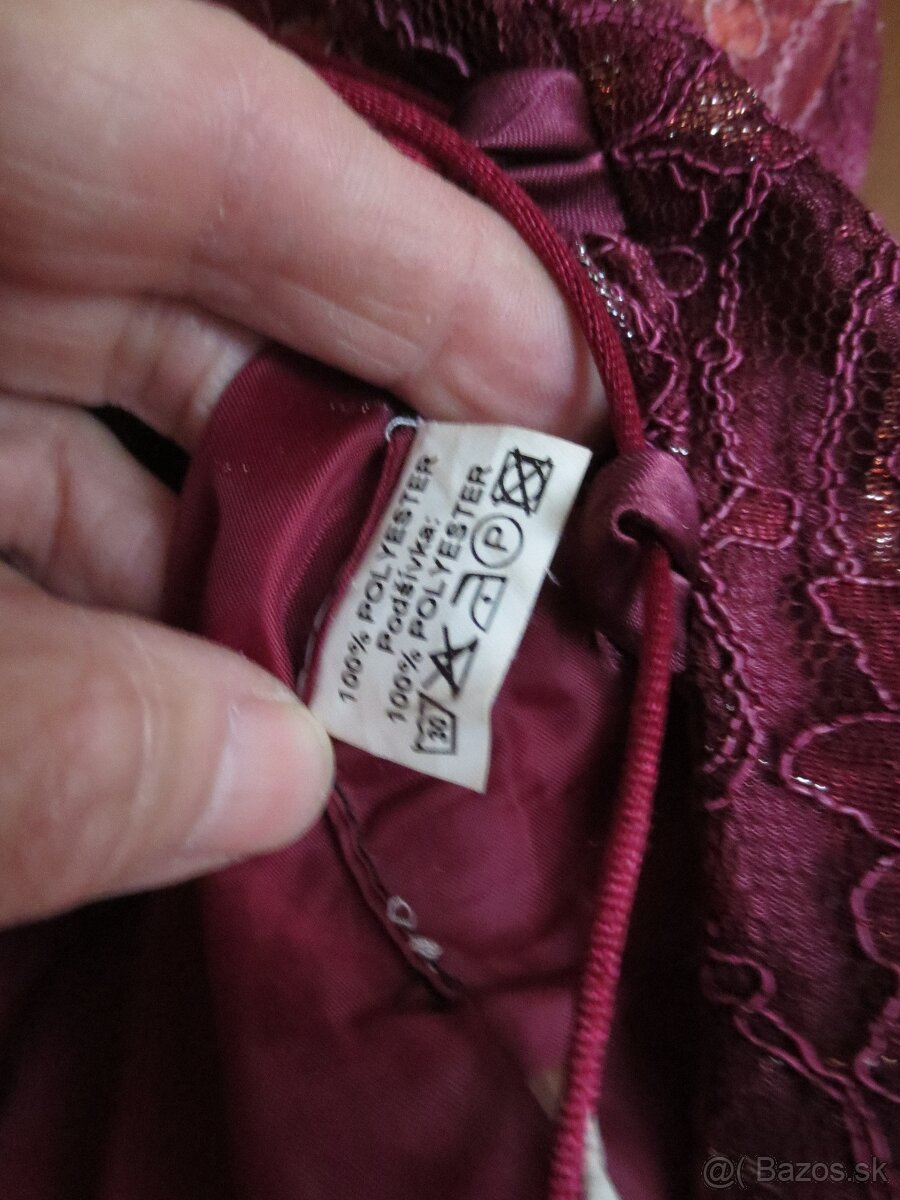 100% POLYESTER
Podšívka:
100% POLYESTER
30 P
@( Bazos.sk